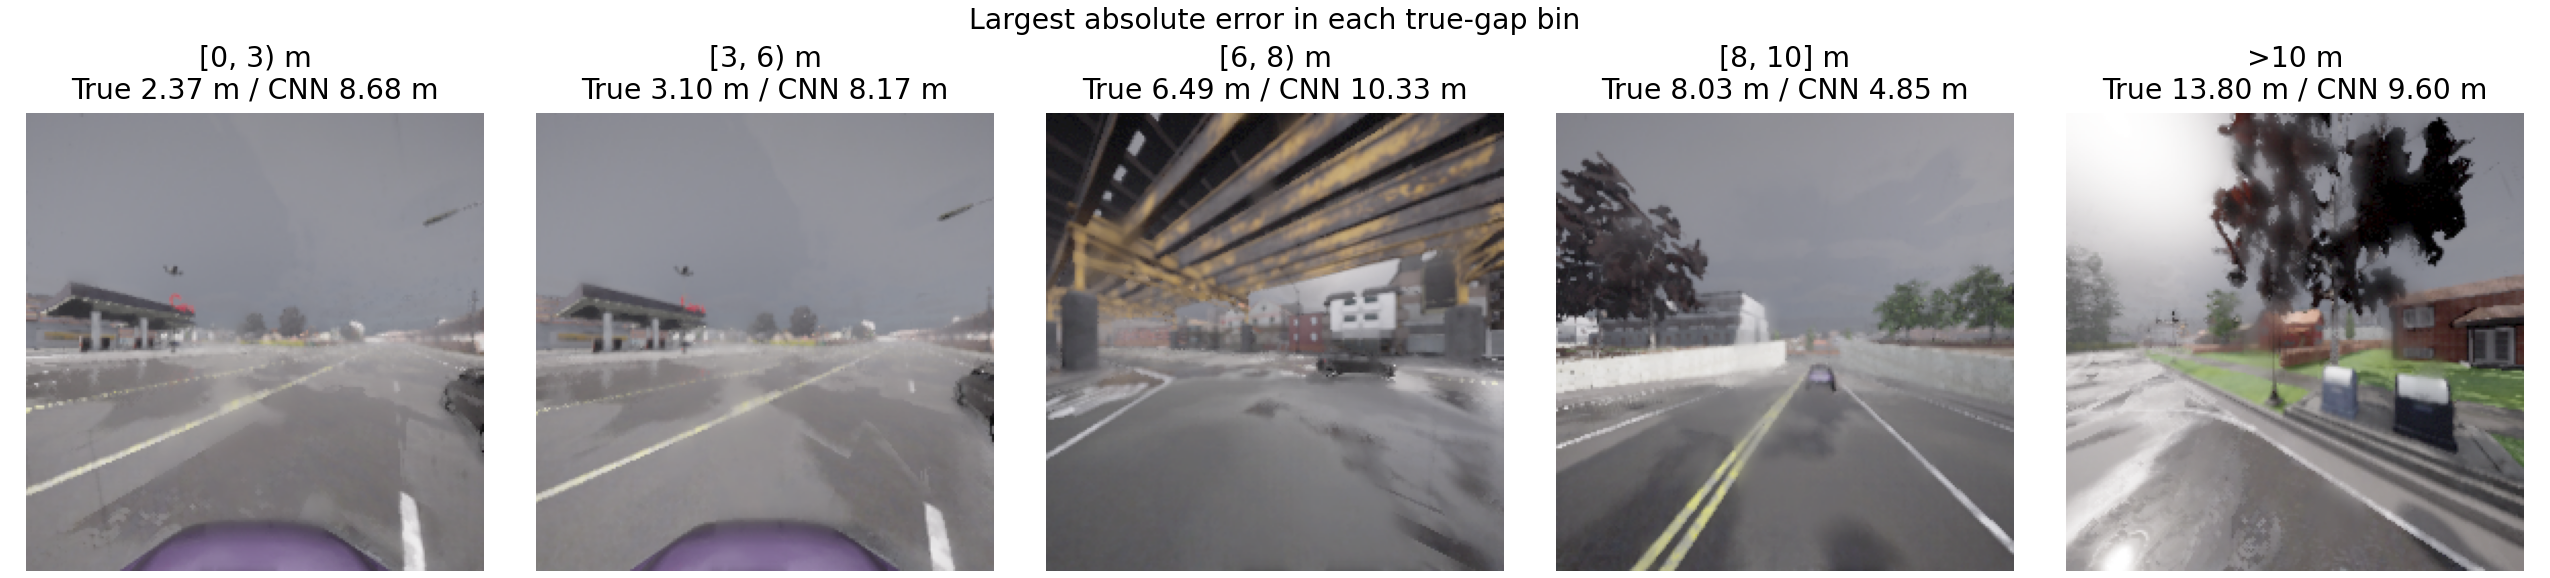 Largest absolute error in each true-gap bin
[0, 3) m
True 2.37 m / CNN 8.68 m
[3, 6) m
True 3.10 m / CNN 8.17 m
[6, 8) m
True 6.49 m / CNN 10.33 m
[8, 10] m
True 8.03 m / CNN 4.85 m
>10 m
True 13.80 m / CNN 9.60 m